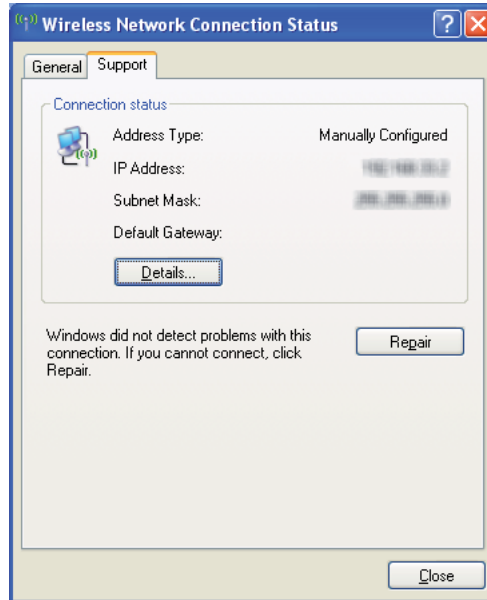 Wireless Network Connection Status
General Support
Connection status
Address Type: Manually Configured
IP Address:
Subnet Mask:
Default Gateway:
Details...
Windows did not detect problems with this
connection. If you cannot connect, click
Repair.
Repair
Close